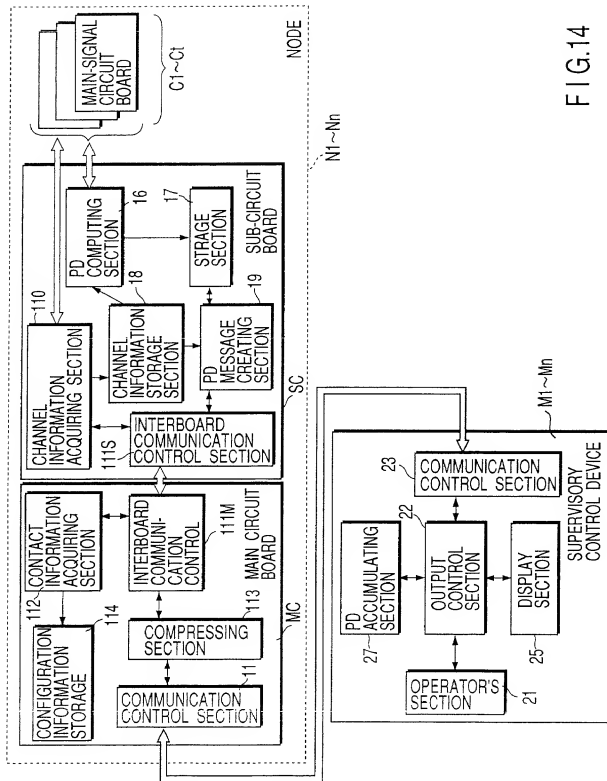 CONFIGURATION
INFORMATION
STORAGE
114
112
CONTACT
INFORMATION
ACQUIRING
SECTION
INTERBOARD
COMMUNI-
CATION
CONTROL
111M
COMPRESSING
SECTION
113
COMMUNICATION
CONTROL SECTION
11
MAIN CIRCUIT
BOARD
MC
CHANNEL
INFORMATION
ACQUIRING SECTION
110
111S
INTERBOARD
COMMUNICATION
CONTROL SECTION
CHANNEL
INFORMATION
STORAGE
SECTION
18
PD
COMPUTING
SECTION
16
PD
MESSAGE
CREATING
SECTION
19
STRAGE
SECTION
17
SUB-CIRCUIT
BOARD
SC
MAIN-SIGNAL
CIRCUIT
BOARD
C1~Ct
NODE
N1~Nn
OPERATOR'S
SECTION
21
PD
ACCUMULATING
SECTION
27
OUTPUT
CONTROL
SECTION
22
DISPLAY
SECTION
25
COMMUNICATION
CONTROL SECTION
23
SUPERVISORY
CONTROL DEVICE
M1~Mn
FIG.14